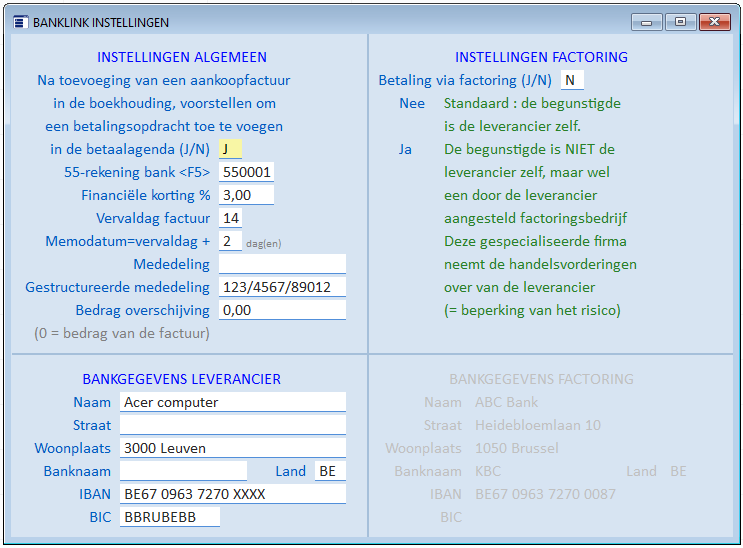 BANKLINK INSTELLINGEN
INSTELLINGEN ALGEMEEN
Na toevoeging van een aankoopfactuur
in de boekhouding, voorstellen om
een betalingsopdracht toe te voegen
in de betaalagenda (J/N) J
55-rekening bank <F5> 550001
Financiële korting % 3,00
Vervaldag factuur 14
Memodatum=vervaldag + 2 dag(en)
Mededeling
Gestructureerde mededeling 123/4567/89012
Bedrag overschijving 0,00
(0 = bedrag van de factuur)
INSTELLINGEN FACTORING
Betaling via factoring (J/N) N
Nee Standaard : de begunstigde
is de leverancier zelf.
Ja De begunstigde is NIET de
leverancier zelf, maar wel
een door de leverancier
aangesteld factoringsbedrijf
Deze gespecialiseerde firma
neemt de handelsvorderingen
over van de leverancier
(= beperking van het risico)
BANKGEGEVENS LEVERANCIER
Naam Acer computer
Straat
Woonplaats 3000 Leuven
Banknaam Land BE
IBAN BE67 0963 7270 XXXX
BIC BBRUBEBB
BANKGEGEVENS FACTORING
Naam ABC Bank
Straat Heidebloemlaan 10
Woonplaats 1050 Brussel
Banknaam KBC Land BE
IBAN BE67 0963 7270 0087
BIC